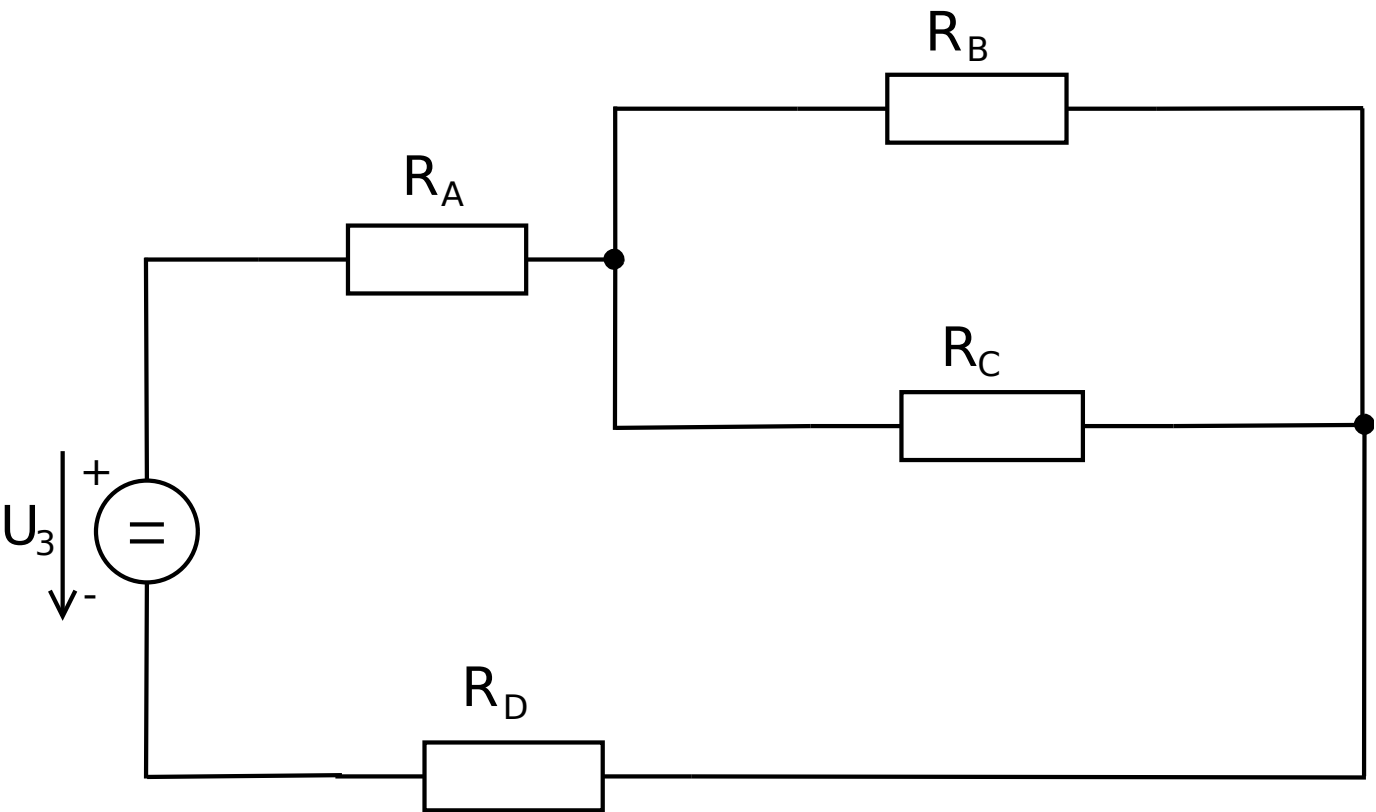 R_B
R_A
R_C
+
U_3
=
-
R_D